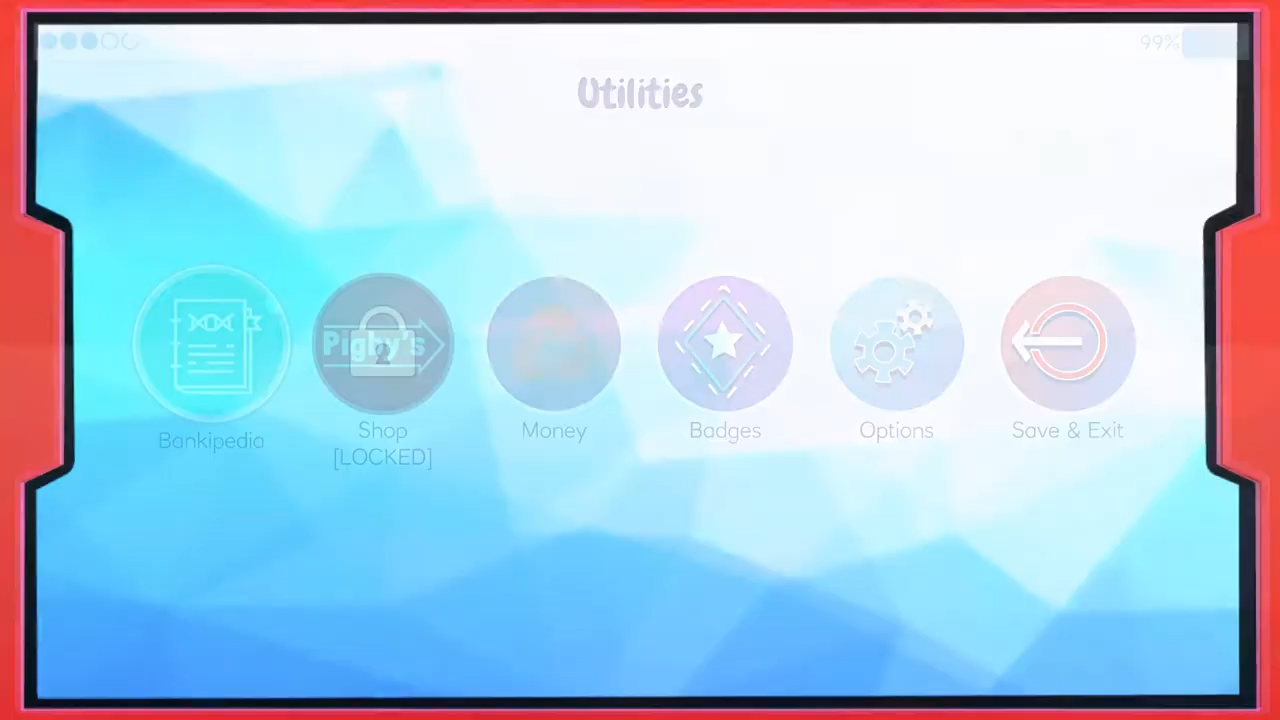 99%
Utilities
Pigby's
Bankipedia
Shop
[LOCKED]
Money
Badges
Options
Save & Exit